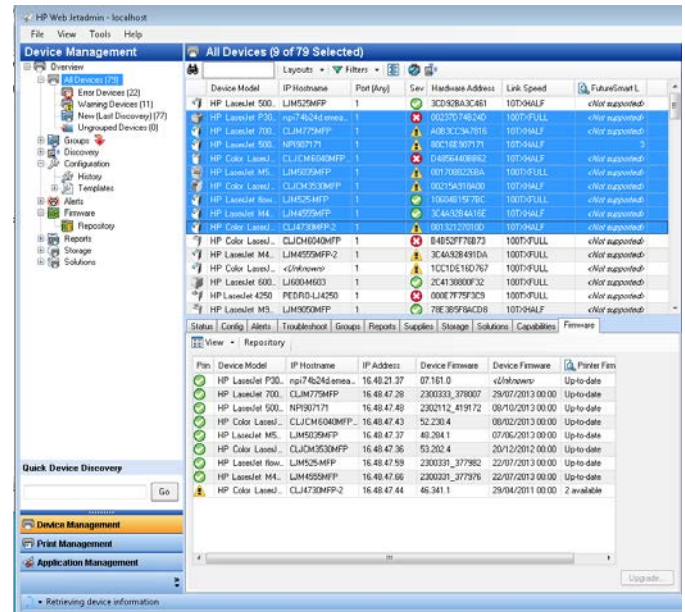 HP Web Jetadmin - localhost
File View Tools Help
Device Management
All Devices (9 of 79 Selected)
Overview
All Devices (79)
Error Devices (22)
Warning Devices (11)
New (Last Discovery) (77)
Ungrouped Devices (0)
Groups
Discovery
Configuration
History
Templates
Alerts
Firmware
Repository
Reports
Storage
Solutions
Layouts Filters
Device Model IP Hostname Port (Any) Sev Hardware Address Link Speed FutureSmart L
HP LaserJet 500.. LJM525MFP 1 3CD92BA3C461 10TXHALF <Not supported>
HP LaserJet P30.. npi74b24d.emea.. 1 00237D74B24D 100TXFULL <Not supported>
HP LaserJet 700.. CLJM775MFP 1 A0B3CC9A7816 10TXHALF <Not supported>
HP LaserJet 500.. NPI907171 1 80C16E907171 100TXFULL 3
HP Color LaserJ.. CLJCM6040MFP.. 1 100TXFULL <Not supported>
HP LaserJet M5.. LJM5035MFP 1 10TXHALF <Not supported>
HP Color LaserJ.. CLJCM3530MFP 1 10TXHALF <Not supported>
HP LaserJet flow.. LJM525-MFP 1 10604B15F7BC 100TXFULL <Not supported>
HP LaserJet M4.. LJM4555MFP 1 3C4A92B4A16E 10TXHALF <Not supported>
HP Color LaserJ.. CLJ4730MFP-2 1 00132127010D 10TXHALF <Not supported>
HP Color LaserJ.. CLJCM6040MFP 1 B4B52FF76B73 100TXFULL <Not supported>
HP LaserJet M4.. LJM4555MFP-2 1 3C4A92B491DA 10TXHALF <Not supported>
HP Color LaserJ.. <Unknown> 1 1CC1DE16D767 100TXFULL <Not supported>
HP LaserJet 600.. LJ600-M603 1 2C4138000F32 100TXFULL <Not supported>
HP LaserJet 4250 PEDRO-LJ4250 1 000E7F75F3C9 100TXFULL <Not supported>
HP LaserJet M9.. LJM9050MFP 1 78E3B5F8ACD8 10TXHALF <Not supported>
Status Config Alerts Troubleshoot Groups Reports Supplies Storage Solutions Capabilities Firmware
View Repository
Prin Device Model IP Hostname IP Address Device Firmware Device Firmware Printer Firm
HP LaserJet P30.. npi74b24d.emea.. 16.48.21.37 07.161.0 <Unknown> Up-to-date
HP LaserJet 700.. CLJM775MFP 16.48.47.28 2300333_378007 29/07/2013 00:00 Up-to-date
HP LaserJet 500.. NPI907171 16.48.47.48 2302112_419172 08/10/2013 00:00 Up-to-date
HP Color LaserJ.. CLJCM6040MFP.. 16.48.47.43 52.230.4 08/02/2013 00:00 Up-to-date
HP LaserJet M5.. LJM5035MFP 16.48.47.37 48.284.1 07/06/2013 00:00 Up-to-date
HP Color LaserJ.. CLJCM3530MFP 16.48.47.36 53.202.4 20/12/2012 00:00 Up-to-date
HP LaserJet flow.. LJM525-MFP 16.48.47.59 2300331_377982 22/07/2013 00:00 Up-to-date
HP LaserJet M4.. LJM4555MFP 16.48.47.66 2300331_377976 22/07/2013 00:00 Up-to-date
HP Color LaserJ.. CLJ4730MFP-2 16.48.47.44 46.341.1 29/04/2011 00:00 2 available
Quick Device Discovery
Go
Device Management
Print Management
Application Management
Upgrade...
Retrieving device information